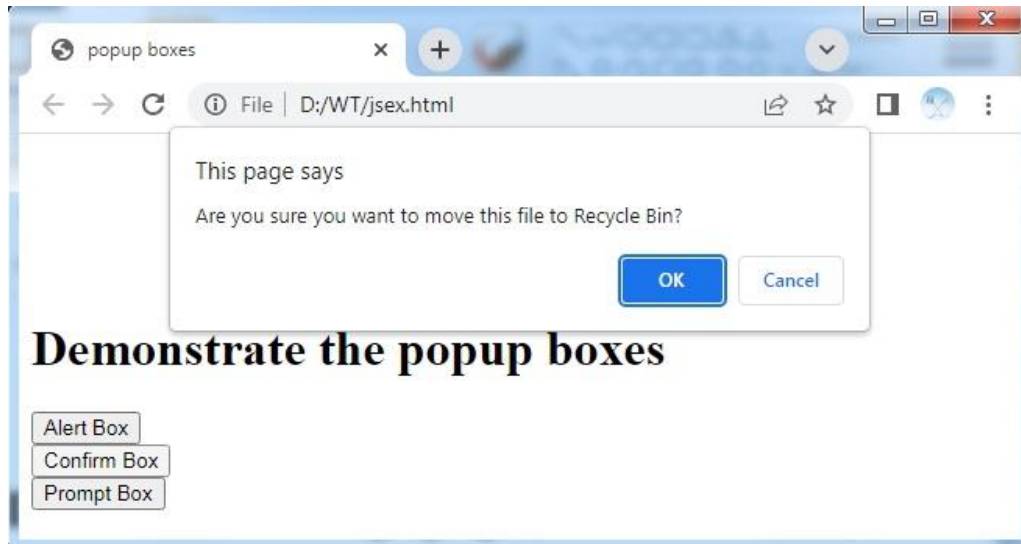 popup boxes
File | D:/WT/jsex.html
This page says
Are you sure you want to move this file to Recycle Bin?
OK
Cancel
Demonstrate the popup boxes
Alert Box
Confirm Box
Prompt Box